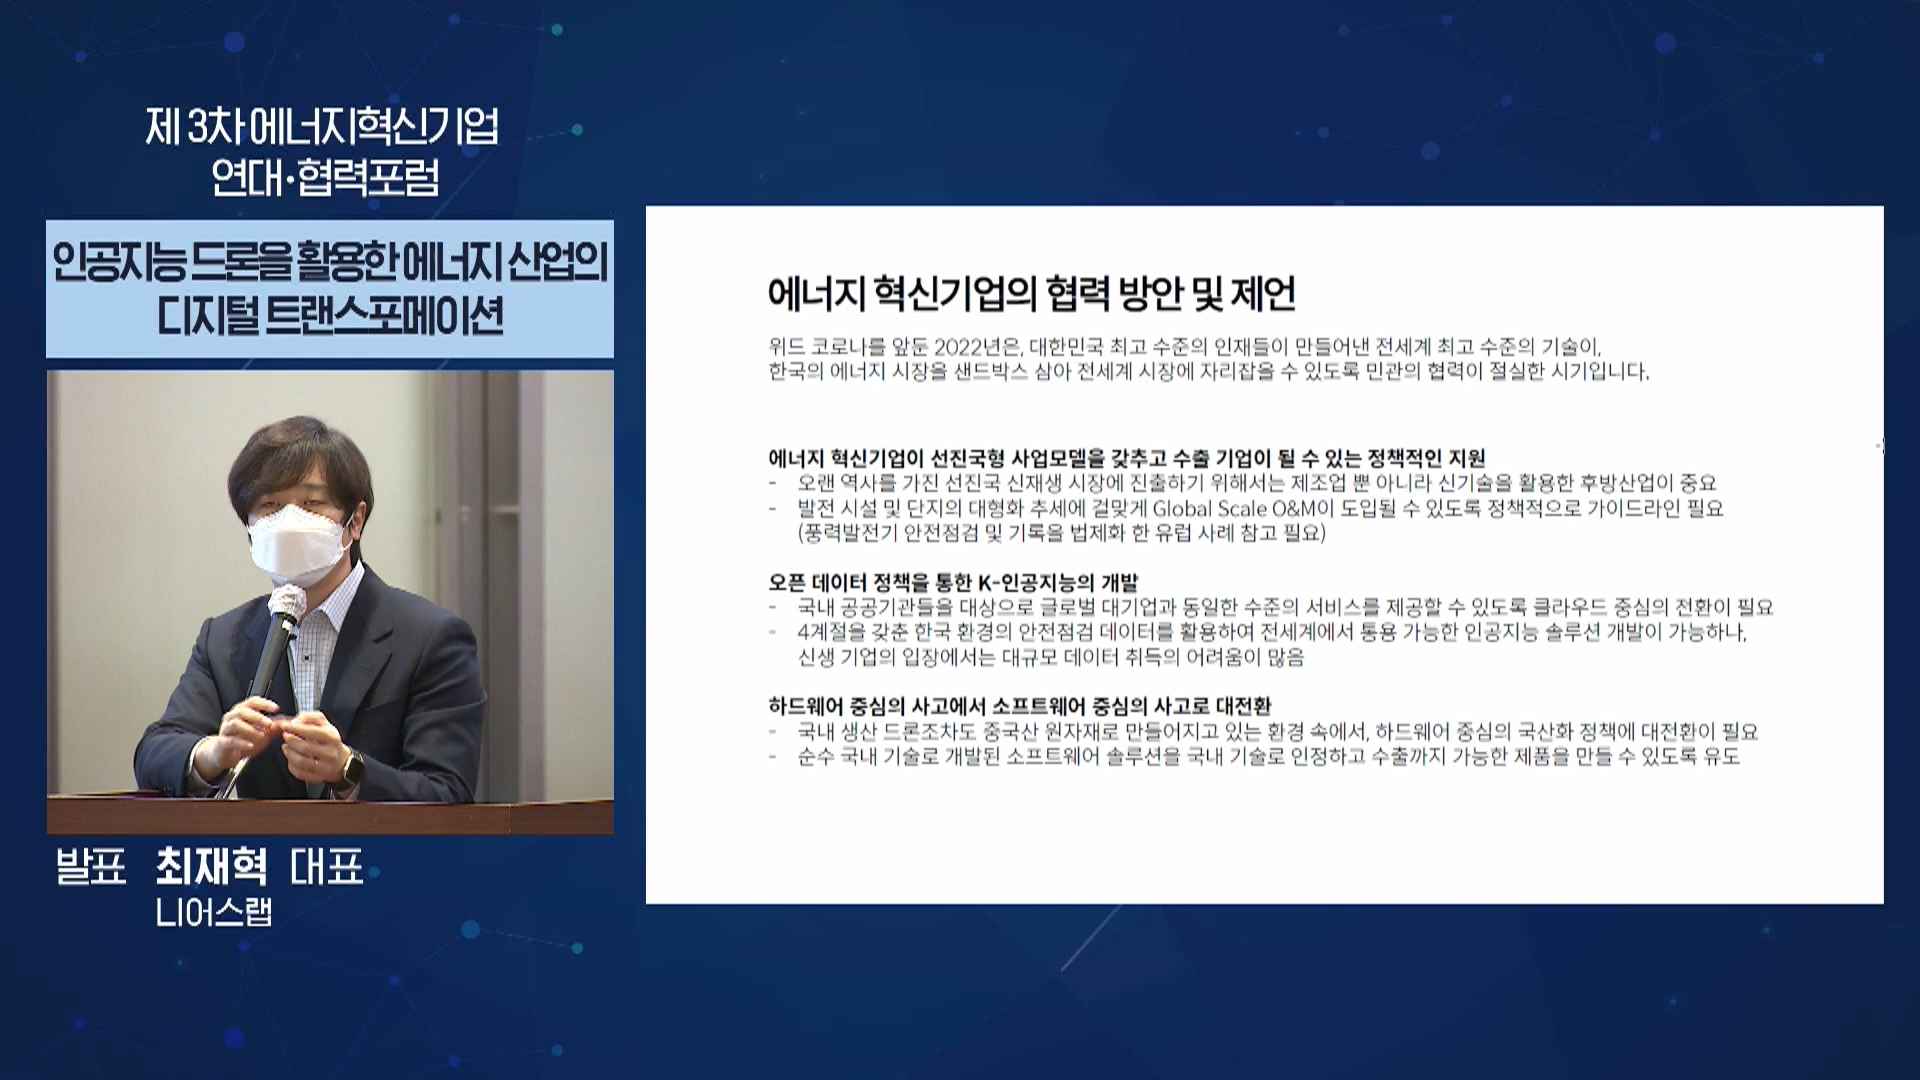 제 3차 에너지혁신기업
연대·협력포럼
인공지능 드론을 활용한 에너지 산업의
디지털 트랜스포메이션
발표 최재혁 대표
니어스랩
에너지 혁신기업의 협력 방안 및 제언
위드 코로나를 앞둔 2022년은, 대한민국 최고 수준의 인재들이 만들어낸 전세계 최고 수준의 기술이,
한국의 에너지 시장을 샌드박스 삼아 전세계 시장에 자리잡을 수 있도록 민관의 협력이 절실한 시기입니다.
에너지 혁신기업이 선진국형 사업모델을 갖추고 수출 기업이 될 수 있는 정책적인 지원
- 오랜 역사를 가진 선진국 신재생 시장에 진출하기 위해서는 제조업 뿐 아니라 신기술을 활용한 후방산업이 중요
- 발전 시설 및 단지의 대형화 추세에 걸맞게 Global Scale O&M이 도입될 수 있도록 정책적으로 가이드라인 필요
(풍력발전기 안전점검 및 기록을 법제화 한 유럽 사례 참고 필요)
오픈 데이터 정책을 통한 K-인공지능의 개발
- 국내 공공기관들을 대상으로 글로벌 대기업과 동일한 수준의 서비스를 제공할 수 있도록 클라우드 중심의 전환이 필요
- 4계절을 갖춘 한국 환경의 안전점검 데이터를 활용하여 전세계에서 통용 가능한 인공지능 솔루션 개발이 가능하나,
신생 기업의 입장에서는 대규모 데이터 취득의 어려움이 많음
하드웨어 중심의 사고에서 소프트웨어 중심의 사고로 대전환
- 국내 생산 드론조차도 중국산 원자재로 만들어지고 있는 환경 속에서, 하드웨어 중심의 국산화 정책에 대전환이 필요
- 순수 국내 기술로 개발된 소프트웨어 솔루션을 국내 기술로 인정하고 수출까지 가능한 제품을 만들 수 있도록 유도